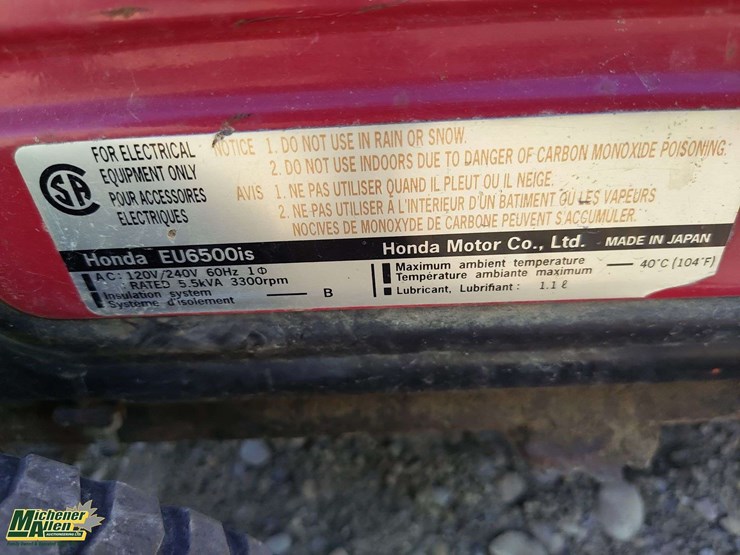 FOR ELECTRICAL
EQUIPMENT ONLY
POUR ACCESSOIRES
ELECTRIQUES
NOTICE 1. DO NOT USE IN RAIN OR SNOW.
2. DO NOT USE INDOORS DUE TO DANGER OF CARBON MONOXIDE POISONING.
AVIS 1. NE PAS UTILISER QUAND IL PLEUT OU IL NEIGE.
2. NE PAS UTILISER À L'INTÉRIEUR D'UN BATIMENT OU LES VAPEURS
NOCIVES DE MONOXYDE DE CARBONE PEUVENT S'ACCUMULER.
Honda EU6500is
Honda Motor Co., Ltd. MADE IN JAPAN
AC: 120V/240V 60Hz 1Φ
RATED 5.5kVA 3300rpm
Insulation system
Système d'isolement B
Maximum ambient temperature
Température ambiante maximum 40°C (104°F)
Lubricant, Lubrifiant: 1.1 ℓ
Michener
Allen
AUCTIONEERING LTD